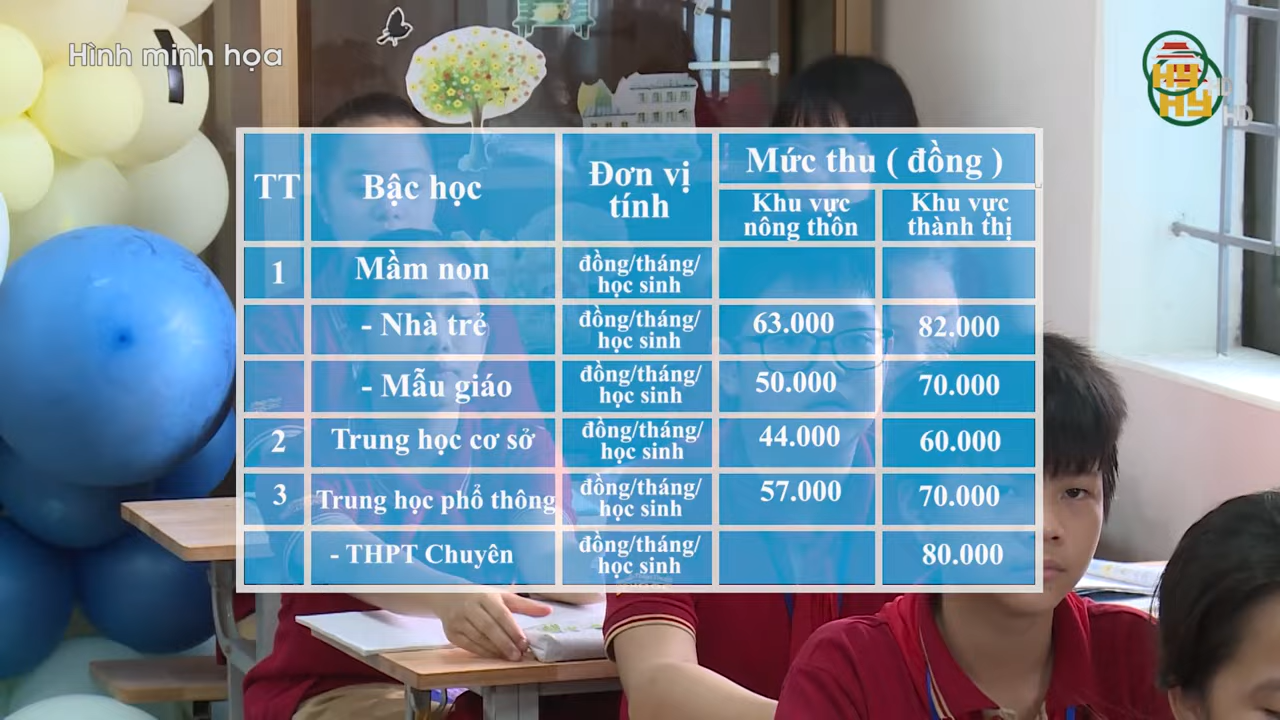 Hình minh họa
HY
HY
HD
TT
Bậc học
Đơn vị
tính
Mức thu ( đồng )
Khu vực
nông thôn
Khu vực
thành thị
1
Mầm non
đồng/tháng/
học sinh
- Nhà trẻ
đồng/tháng/
học sinh
63.000
82.000
- Mẫu giáo
đồng/tháng/
học sinh
50.000
70.000
2
Trung học cơ sở
đồng/tháng/
học sinh
44.000
60.000
3
Trung học phổ thông
đồng/tháng/
học sinh
57.000
70.000
- THPT Chuyên
đồng/tháng/
học sinh
80.000